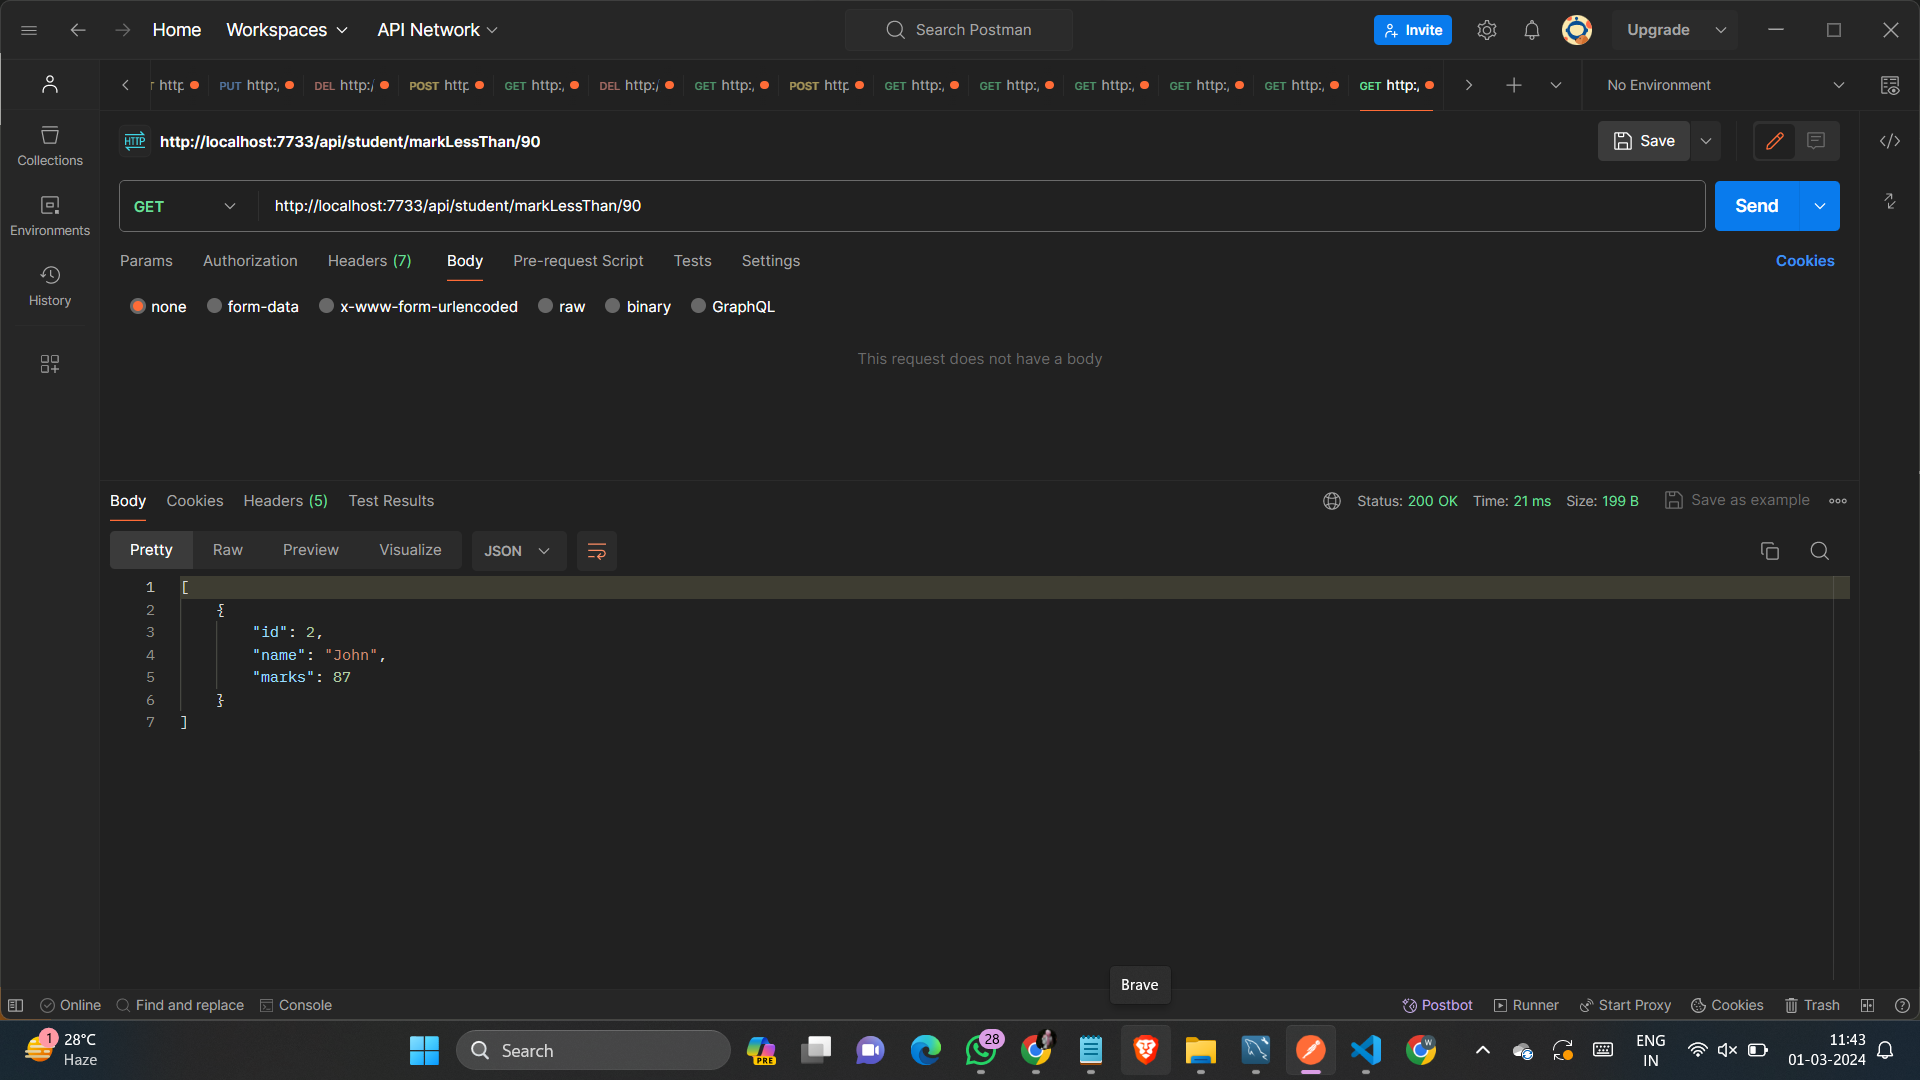 Home Workspaces API Network Search Postman Invite Upgrade
http PUT http:, DEL http:/ POST http GET http:, DEL http:/ GET http:, POST http GET http:, GET http:, GET http:, GET http:, GET http:, GET http:, No Environment
HTTP http://localhost:7733/api/student/markLessThan/90 Save
Collections
Environments
History
GET http://localhost:7733/api/student/markLessThan/90 Send
Params Authorization Headers (7) Body Pre-request Script Tests Settings Cookies
none form-data x-www-form-urlencoded raw binary GraphQL
This request does not have a body
Body Cookies Headers (5) Test Results Status: 200 OK Time: 21 ms Size: 199 B Save as example
Pretty Raw Preview Visualize JSON
1 [
2 {
3 "id": 2,
4 "name": "John",
5 "marks": 87
6 }
7 ]
Brave
Online Find and replace Console Postbot Runner Start Proxy Cookies Trash
1 28°C
Haze
Search
PRE
28
W
ENG
IN
11:43
01-03-2024